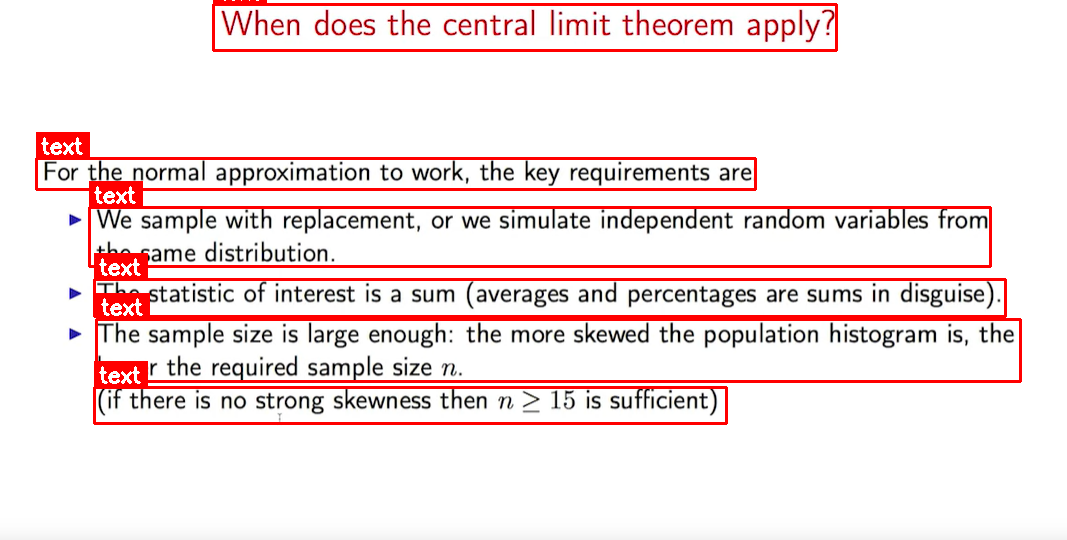 When does the central limit theorem apply?
text
For the normal approximation to work, the key requirements are
text
We sample with replacement, or we simulate independent random variables from
the same distribution.
text
The statistic of interest is a sum (averages and percentages are sums in disguise).
text
The sample size is large enough: the more skewed the population histogram is, the
r the required sample size n.
text
(if there is no strong skewness then n ≥ 15 is sufficient)